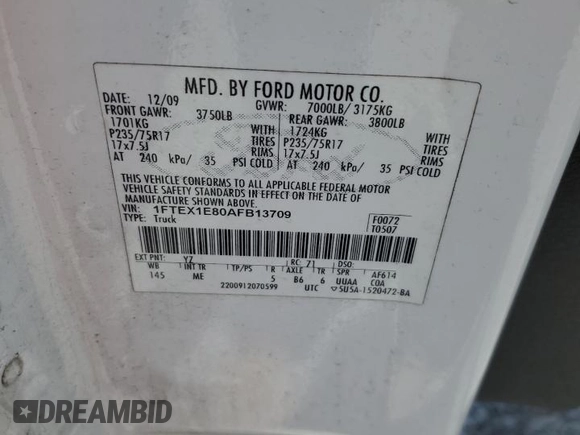 MFD. BY FORD MOTOR CO.
DATE: 12/09 GVWR: 7000LB/ 3175KG
FRONT GAWR: 3750LB REAR GAWR: 3800LB
1701KG WITH 1724KG WITH
P235/75R17 TIRES P235/75R17 TIRES
17x7.5J RIMS 17x7.5J RIMS
AT 240 kPa/ 35 PSI COLD AT 240 kPa/ 35 PSI COLD
THIS VEHICLE CONFORMS TO ALL APPLICABLE FEDERAL MOTOR
VEHICLE SAFETY STANDARDS IN EFFECT ON THE DATE OF
MANUFACTURE SHOWN ABOVE.
VIN: 1FTEX1E80AFB13709
TYPE: Truck
F0072
T0507
EXT PNT: YZ RC: 71 DSO:
WB INT TR TP/PS R AXLE TR SPR AF614
145 ME 5 B6 6 UUAA COA
2200912070599 UTC 5U5A-1520472-BA
DREAMBID